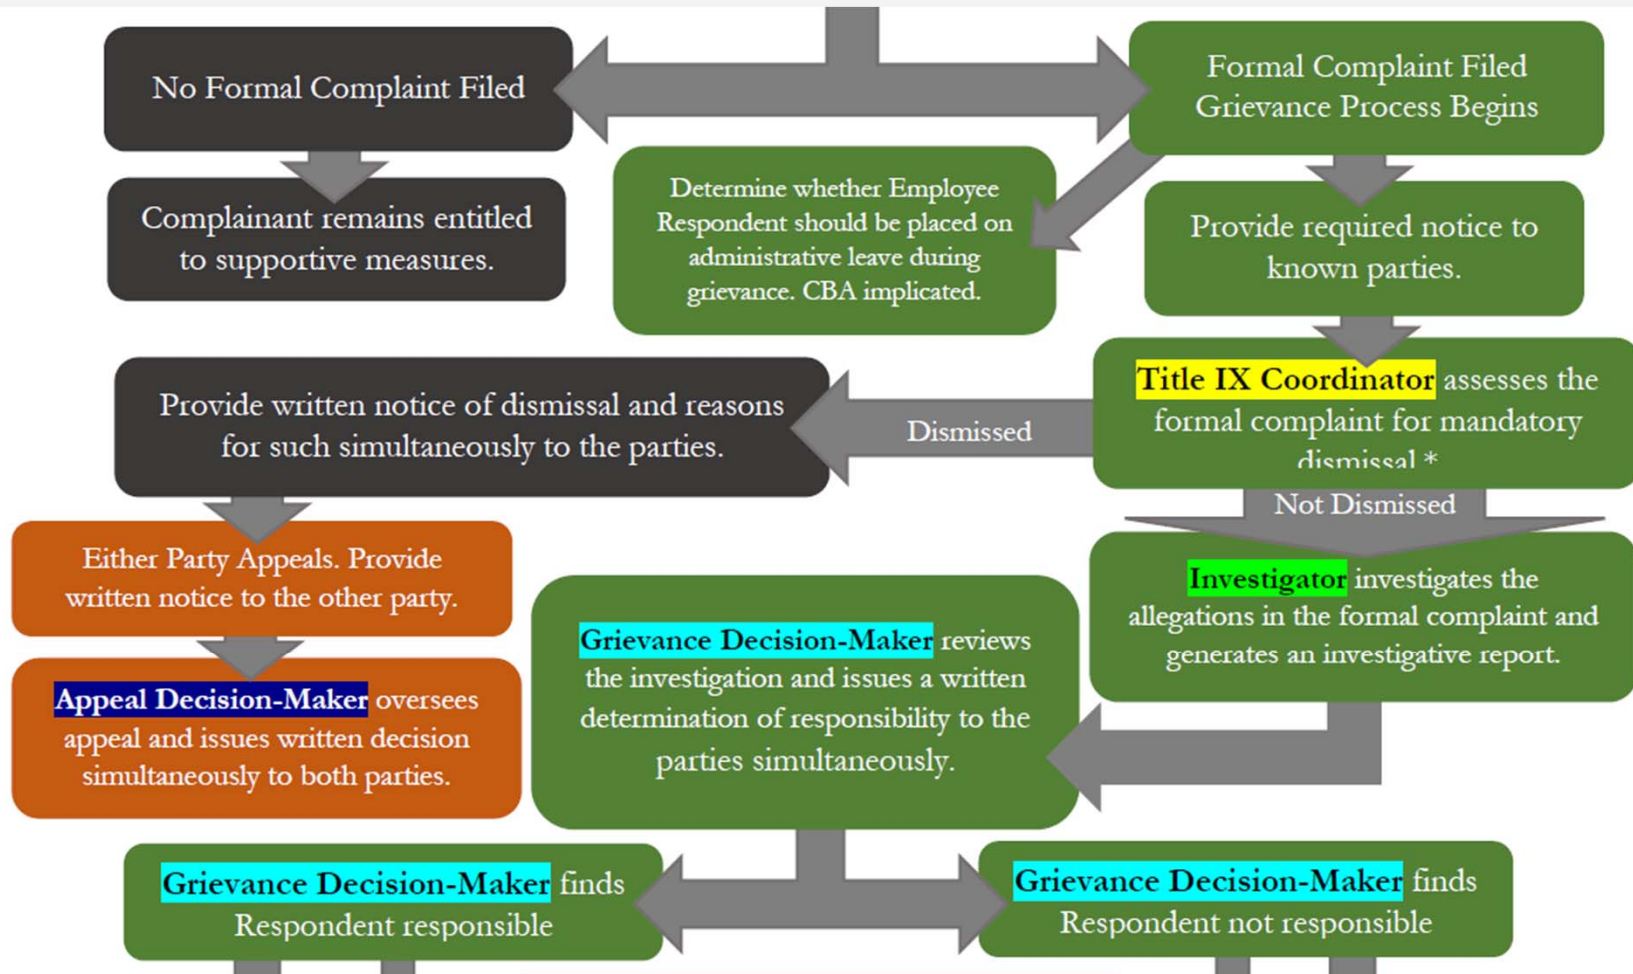 No Formal Complaint Filed
Formal Complaint Filed
Grievance Process Begins
Complainant remains entitled
to supportive measures.
Determine whether Employee
Respondent should be placed on
administrative leave during
grievance. CBA implicated.
Provide required notice to
known parties.
Title IX Coordinator assesses the
formal complaint for mandatory
dismissal *
Dismissed
Provide written notice of dismissal and reasons
for such simultaneously to the parties.
Not Dismissed
Either Party Appeals. Provide
written notice to the other party.
Appeal Decision-Maker oversees
appeal and issues written decision
simultaneously to both parties.
Investigator investigates the
allegations in the formal complaint and
generates an investigative report.
Grievance Decision-Maker reviews
the investigation and issues a written
determination of responsibility to the
parties simultaneously.
Grievance Decision-Maker finds
Respondent responsible
Grievance Decision-Maker finds
Respondent not responsible